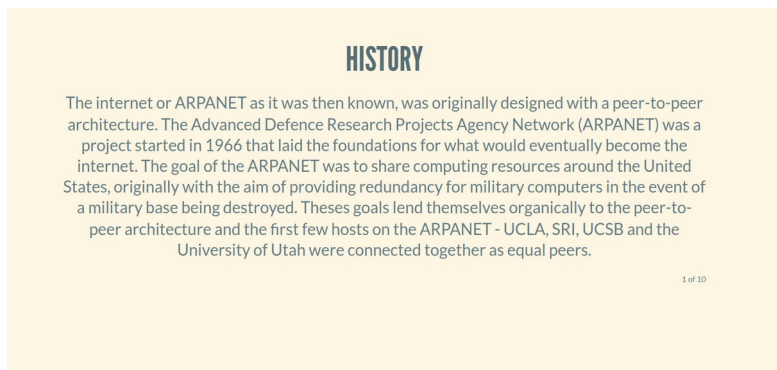 HISTORY
The internet or ARPANET as it was then known, was originally designed with a peer-to-peer
architecture. The Advanced Defence Research Projects Agency Network (ARPANET) was a
project started in 1966 that laid the foundations for what would eventually become the
internet. The goal of the ARPANET was to share computing resources around the United
States, originally with the aim of providing redundancy for military computers in the event of
a military base being destroyed. Theses goals lend themselves organically to the peer-to-
peer architecture and the first few hosts on the ARPANET - UCLA, SRI, UCSB and the
University of Utah were connected together as equal peers.
1 of 10